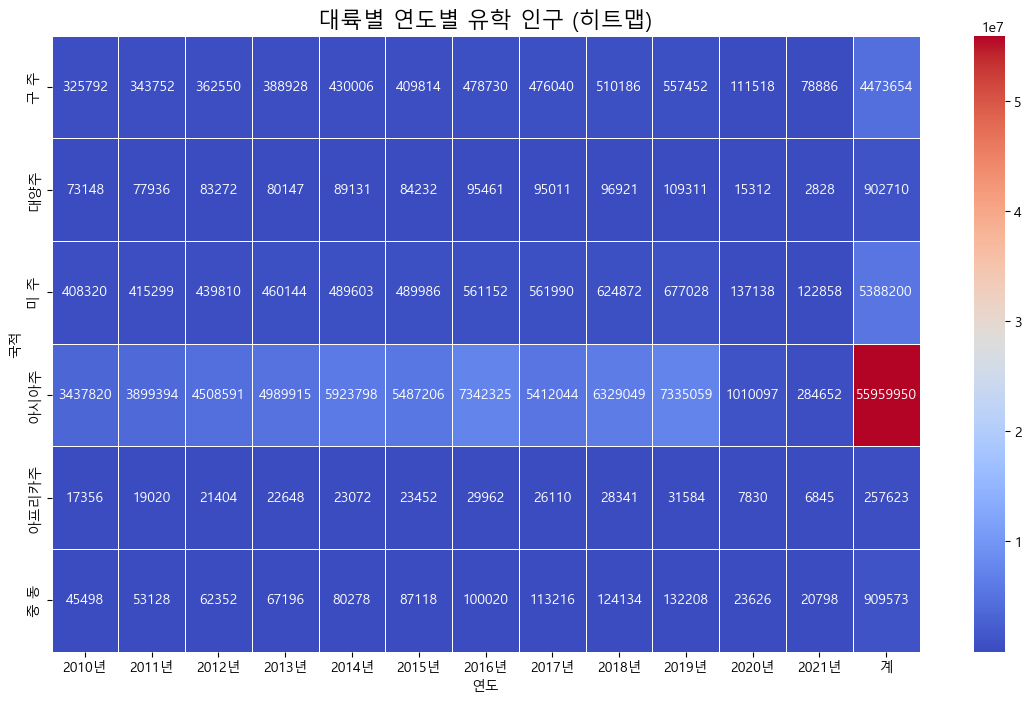 대륙별 연도별 유학 인구 (히트맵)
1e7
구 주 325792 343752 362550 388928 430006 409814 478730 476040 510186 557452 111518 78886 4473654
대양주 73148 77936 83272 80147 89131 84232 95461 95011 96921 109311 15312 2828 902710
미 주 408320 415299 439810 460144 489603 489986 561152 561990 624872 677028 137138 122858 5388200
국적
아시아주 3437820 3899394 4508591 4989915 5923798 5487206 7342325 5412044 6329049 7335059 1010097 284652 55959950
아프리카주 17356 19020 21404 22648 23072 23452 29962 26110 28341 31584 7830 6845 257623
중 동 45498 53128 62352 67196 80278 87118 100020 113216 124134 132208 23626 20798 909573
2010년 2011년 2012년 2013년 2014년 2015년 2016년 2017년 2018년 2019년 2020년 2021년 계
연도
5
4
3
2
1